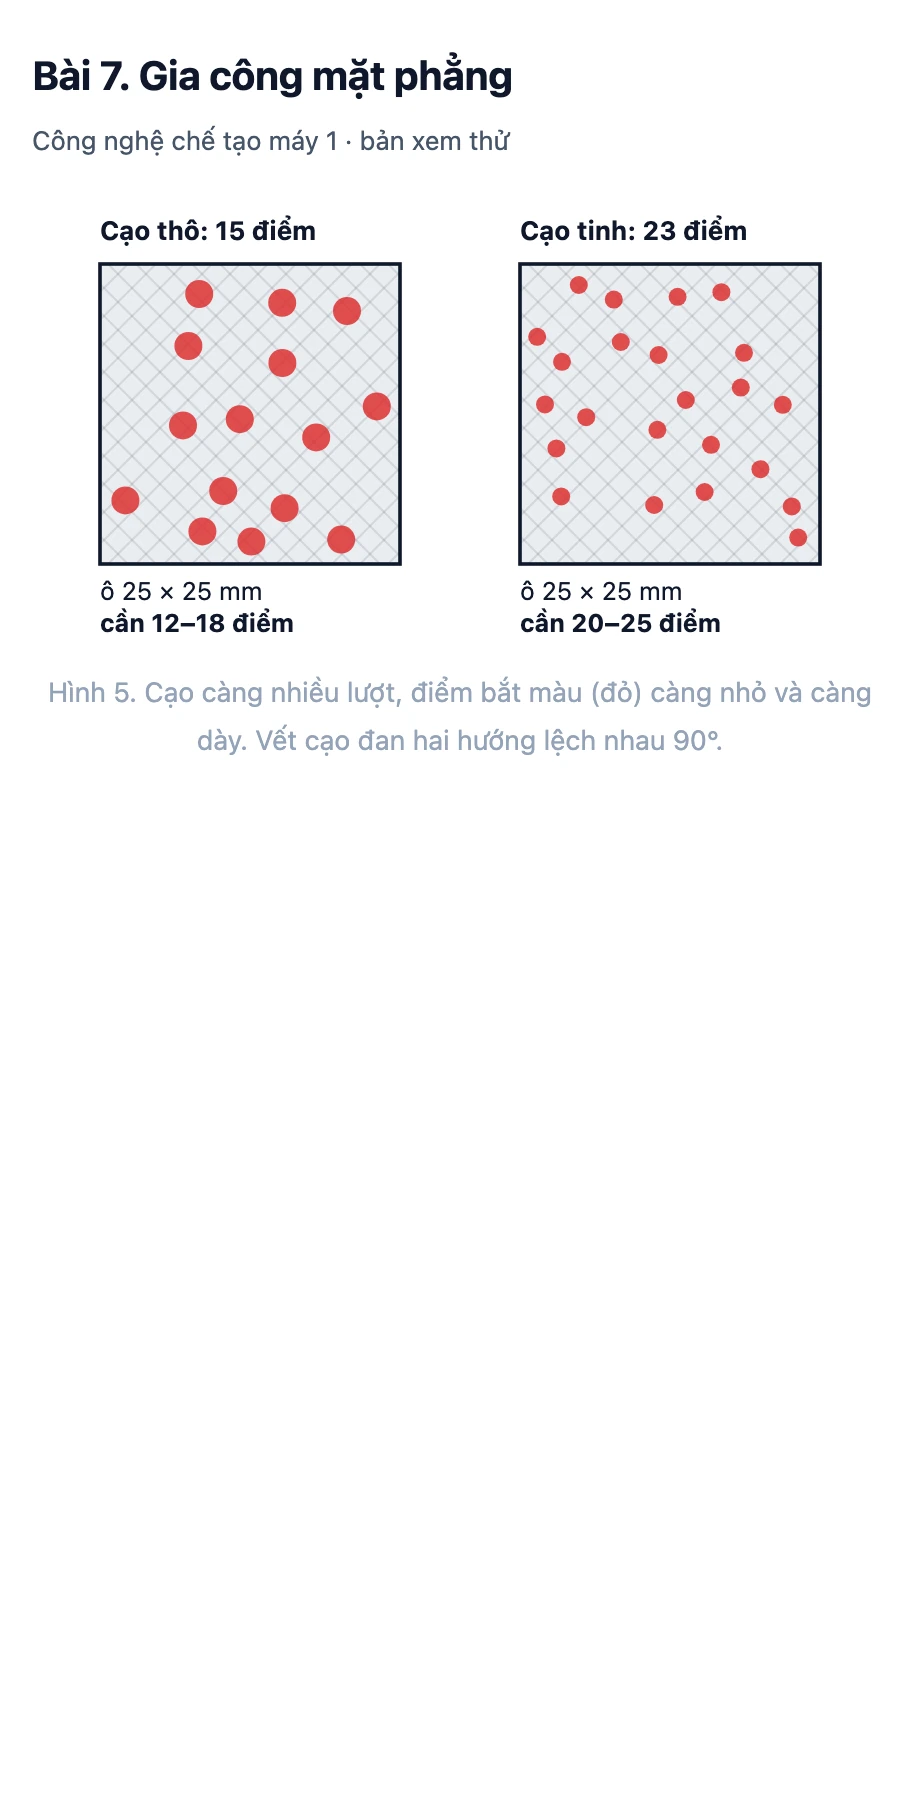 Bài 7. Gia công mặt phẳng
Công nghệ chế tạo máy 1 · bản xem thử
Cạo thô: 15 điểm
Cạo tinh: 23 điểm
ô 25 × 25 mm
cần 12–18 điểm
ô 25 × 25 mm
cần 20–25 điểm
Hình 5. Cạo càng nhiều lượt, điểm bắt màu (đỏ) càng nhỏ và càng
dày. Vết cạo đan hai hướng lệch nhau 90°.